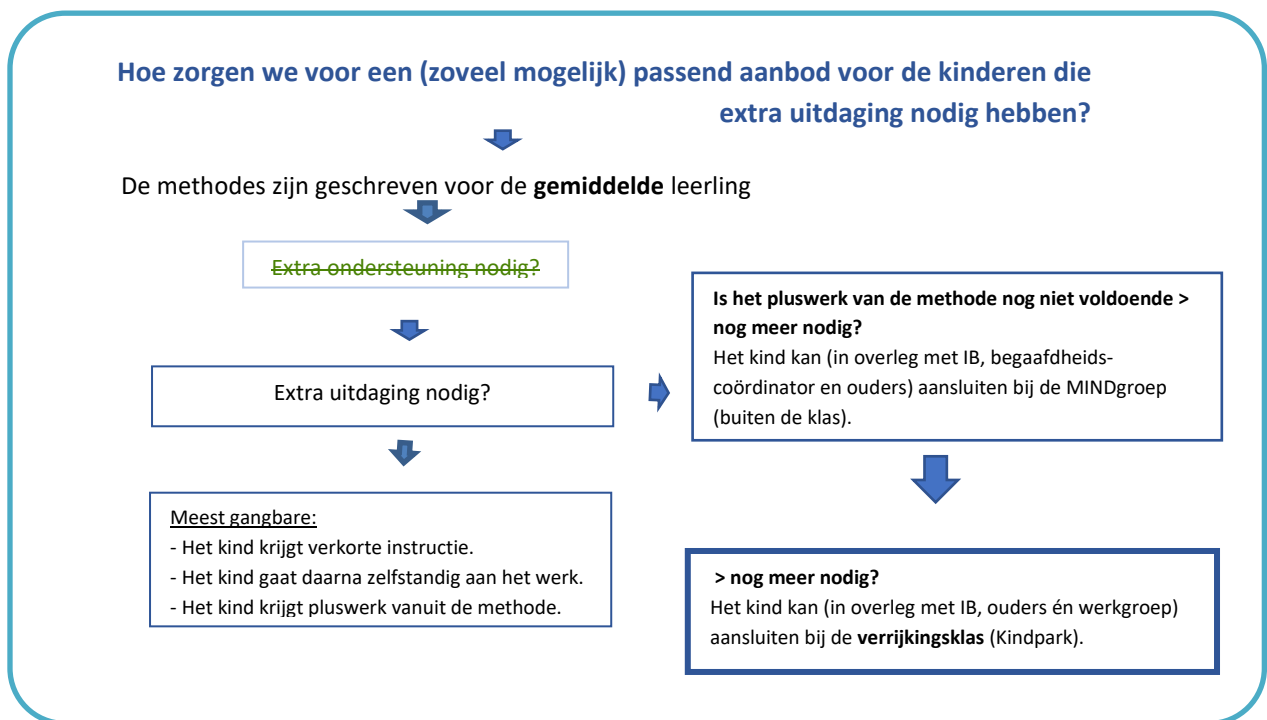 Hoe zorgen we voor een (zoveel mogelijk) passend aanbod voor de kinderen die
extra uitdaging nodig hebben?
De methodes zijn geschreven voor de gemiddelde leerling
Extra ondersteuning nodig?
Extra uitdaging nodig?
Meest gangbare:
- Het kind krijgt verkorte instructie.
- Het kind gaat daarna zelfstandig aan het werk.
- Het kind krijgt pluswerk vanuit de methode.
Is het pluswerk van de methode nog niet voldoende >
nog meer nodig?
Het kind kan (in overleg met IB, begaafdheids-
coördinator en ouders) aansluiten bij de MINDgroep
(buiten de klas).
> nog meer nodig?
Het kind kan (in overleg met IB, ouders én werkgroep)
aansluiten bij de verrijkingsklas (Kindpark).